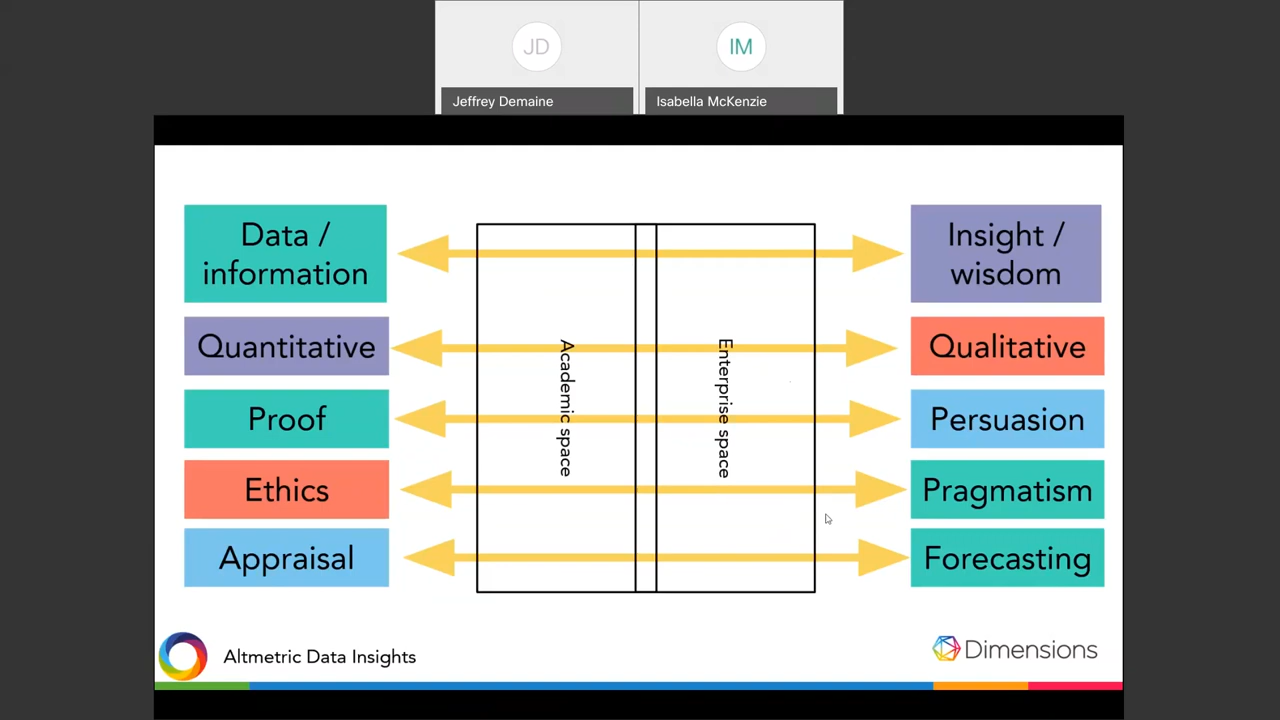 JD
IM
Jeffrey Demaine
Isabella McKenzie
Data /
information
Insight /
wisdom
Quantitative
Qualitative
Academic space
Enterprise space
Proof
Persuasion
Ethics
Pragmatism
Appraisal
Forecasting
Altmetric Data Insights
Dimensions